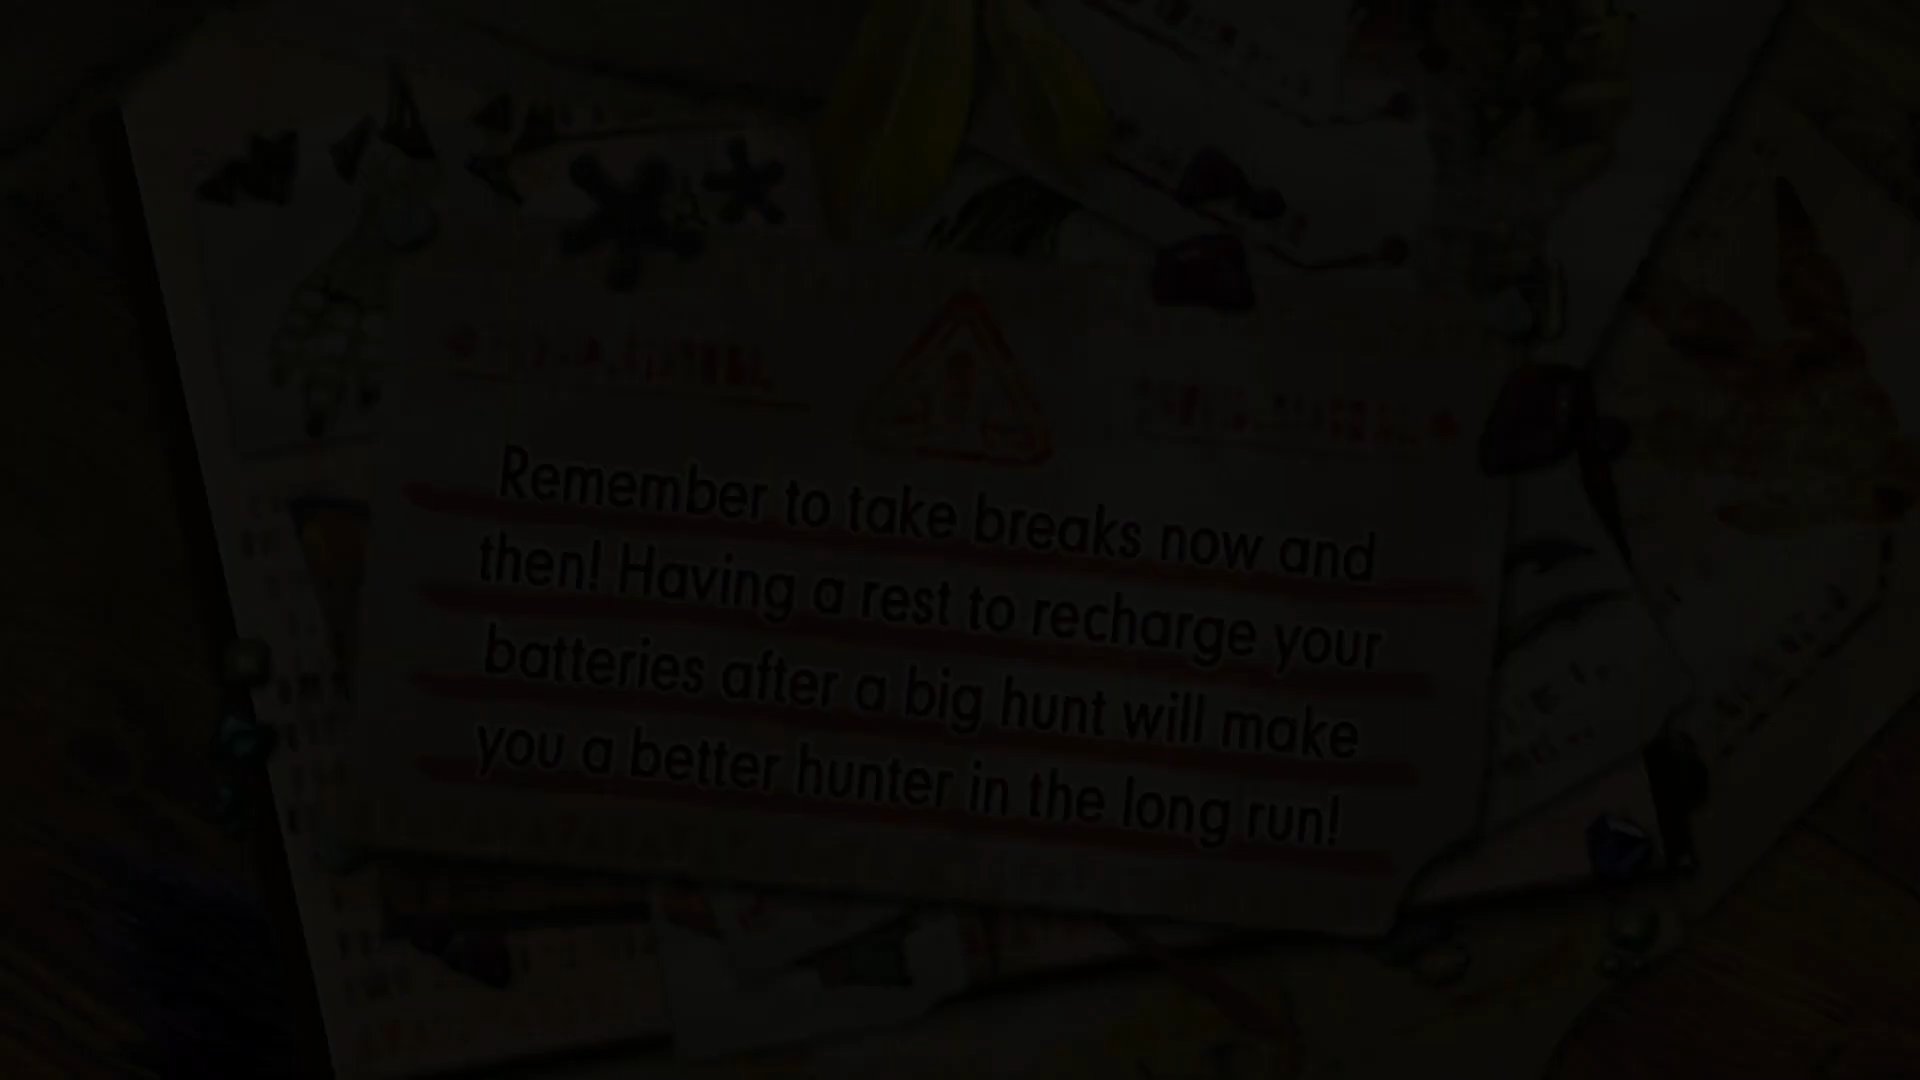 Remember to take breaks now and
then! Having a rest to recharge your
batteries after a big hunt will make
you a better hunter in the long run!